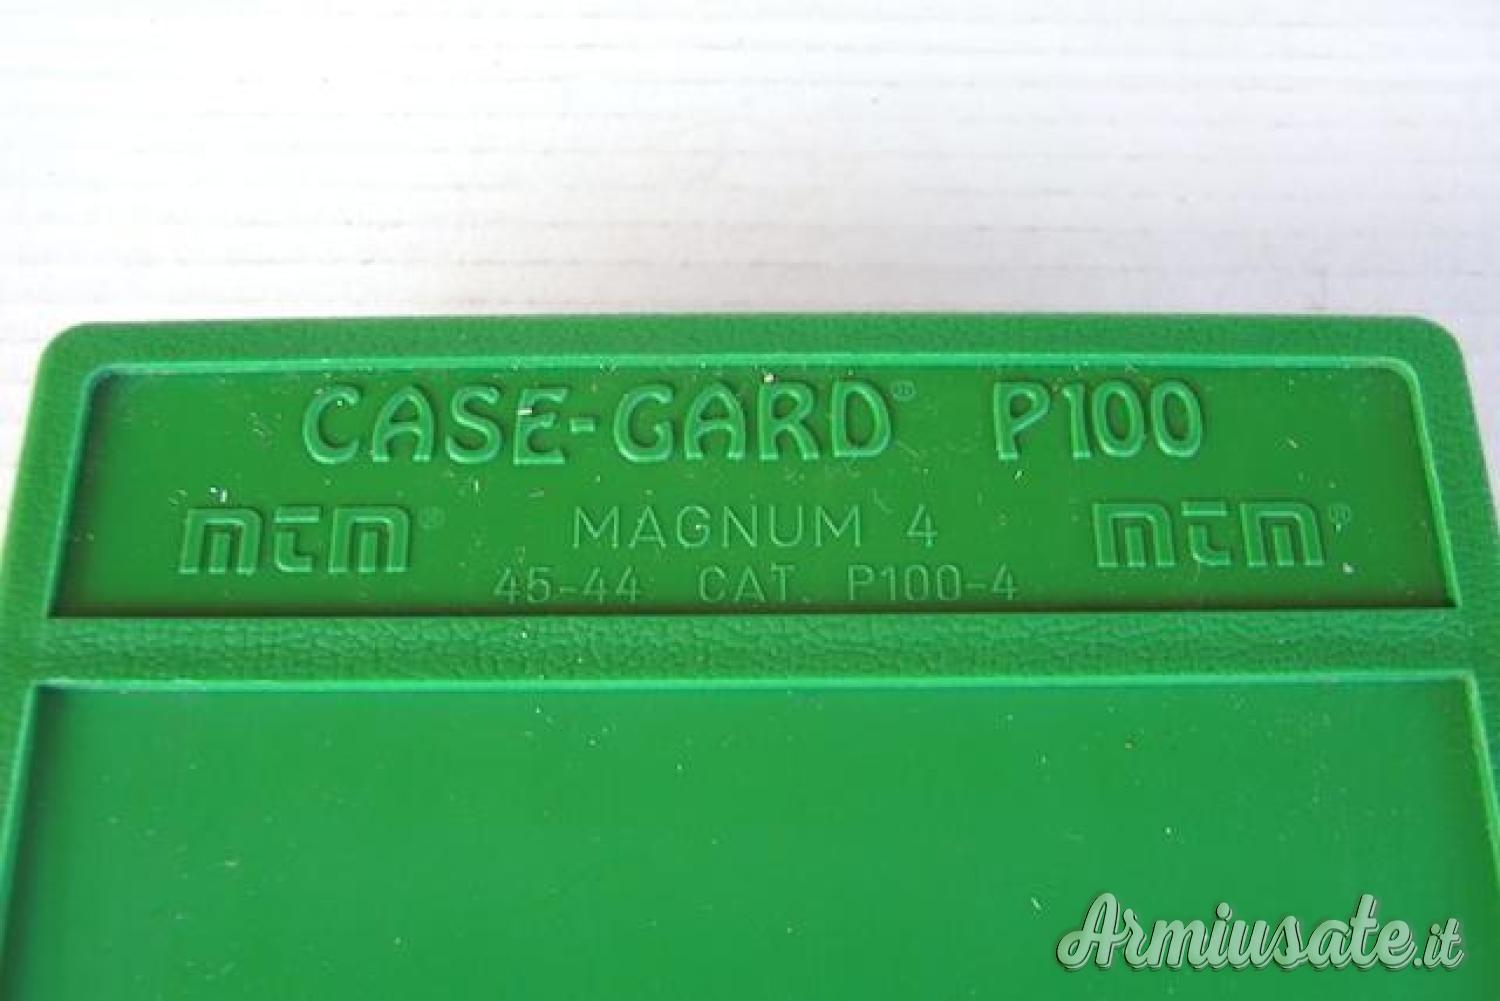 CASE-GARD® P100
mTm® MAGNUM 4 mTm®
45-44 CAT. P100-4
Armiusate.it